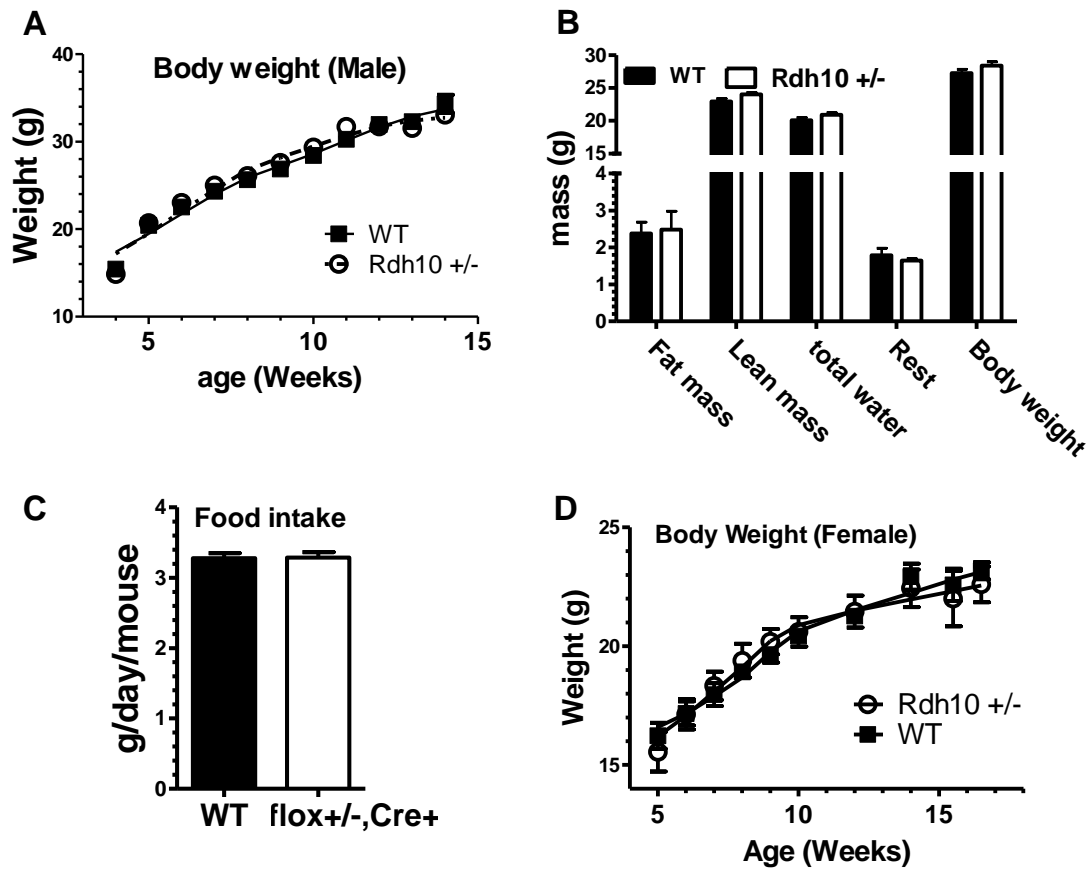 A
Body weight (Male)
40
30
20
10
Weight (g)
5
10
15
age (Weeks)
WT
Rdh10 +/-
B
WT
Rdh10 +/-
30
25
20
15
4
3
2
1
0
mass (g)
Fat mass
Lean mass
total water
Rest
Body weight
C
Food intake
4
3
2
1
0
g/day/mouse
WT
flox+/-,Cre+
D
Body Weight (Female)
25
20
15
Weight (g)
Rdh10 +/-
WT
5
10
15
Age (Weeks)